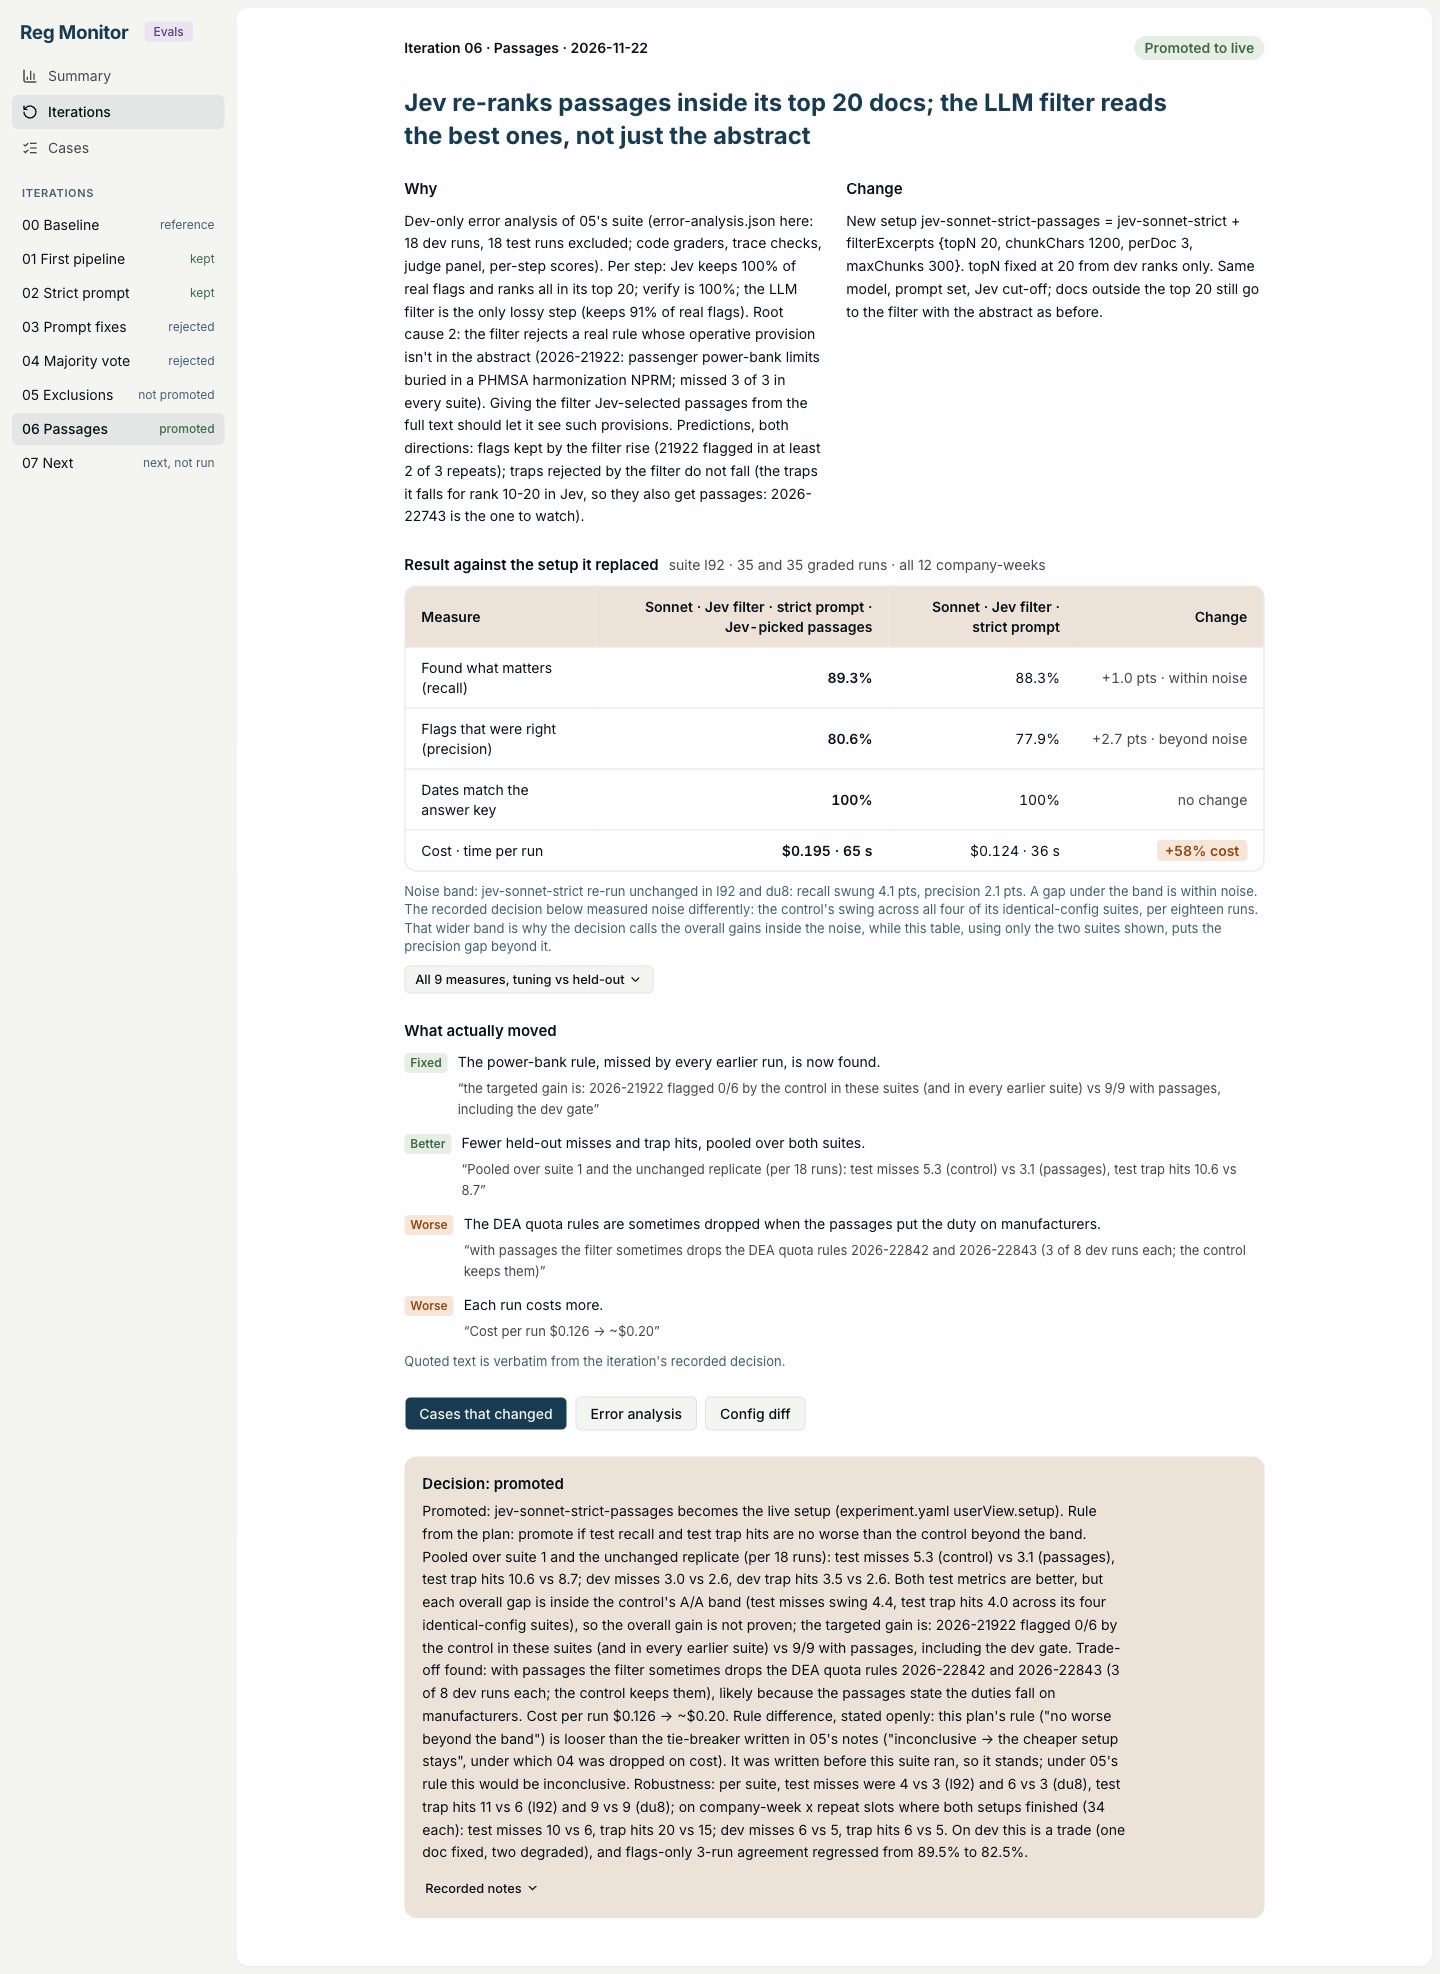 Reg Monitor
Evals
Summary
Iterations
Cases
ITERATIONS
00 Baseline reference
01 First pipeline kept
02 Strict prompt kept
03 Prompt fixes rejected
04 Majority vote rejected
05 Exclusions not promoted
06 Passages promoted
07 Next next, not run
Iteration 06 · Passages · 2026-11-22
Promoted to live
Jev re-ranks passages inside its top 20 docs; the LLM filter reads
the best ones, not just the abstract
Why
Dev-only error analysis of 05's suite (error-analysis.json here:
18 dev runs, 18 test runs excluded; code graders, trace checks,
judge panel, per-step scores). Per step: Jev keeps 100% of
real flags and ranks all in its top 20; verify is 100%; the LLM
filter is the only lossy step (keeps 91% of real flags). Root
cause 2: the filter rejects a real rule whose operative provision
isn't in the abstract (2026-21922: passenger power-bank limits
buried in a PHMSA harmonization NPRM; missed 3 of 3 in
every suite). Giving the filter Jev-selected passages from the
full text should let it see such provisions. Predictions, both
directions: flags kept by the filter rise (21922 flagged in at least
2 of 3 repeats); traps rejected by the filter do not fall (the traps
it falls for rank 10-20 in Jev, so they also get passages: 2026-
22743 is the one to watch).
Change
New setup jev-sonnet-strict-passages = jev-sonnet-strict +
filterExcerpts {topN 20, chunkChars 1200, perDoc 3,
maxChunks 300}. topN fixed at 20 from dev ranks only. Same
model, prompt set, Jev cut-off; docs outside the top 20 still go
to the filter with the abstract as before.
Result against the setup it replaced suite l92 · 35 and 35 graded runs · all 12 company-weeks
Measure
Sonnet · Jev filter · strict prompt ·
Jev-picked passages
Sonnet · Jev filter ·
strict prompt
Change
Found what matters
(recall)
89.3% 88.3% +1.0 pts · within noise
Flags that were right
(precision)
80.6% 77.9% +2.7 pts · beyond noise
Dates match the
answer key
100% 100% no change
Cost · time per run $0.195 · 65 s $0.124 · 36 s +58% cost
Noise band: jev-sonnet-strict re-run unchanged in l92 and du8: recall swung 4.1 pts, precision 2.1 pts. A gap under the band is within noise.
The recorded decision below measured noise differently: the control's swing across all four of its identical-config suites, per eighteen runs.
That wider band is why the decision calls the overall gains inside the noise, while this table, using only the two suites shown, puts the
precision gap beyond it.
All 9 measures, tuning vs held-out
What actually moved
Fixed The power-bank rule, missed by every earlier run, is now found.
“the targeted gain is: 2026-21922 flagged 0/6 by the control in these suites (and in every earlier suite) vs 9/9 with passages,
including the dev gate”
Better Fewer held-out misses and trap hits, pooled over both suites.
“Pooled over suite 1 and the unchanged replicate (per 18 runs): test misses 5.3 (control) vs 3.1 (passages), test trap hits 10.6 vs
8.7”
Worse The DEA quota rules are sometimes dropped when the passages put the duty on manufacturers.
“with passages the filter sometimes drops the DEA quota rules 2026-22842 and 2026-22843 (3 of 8 dev runs each; the control
keeps them)”
Worse Each run costs more.
“Cost per run $0.126 → ~$0.20”
Quoted text is verbatim from the iteration's recorded decision.
Cases that changed
Error analysis
Config diff
Decision: promoted
Promoted: jev-sonnet-strict-passages becomes the live setup (experiment.yaml userView.setup). Rule
from the plan: promote if test recall and test trap hits are no worse than the control beyond the band.
Pooled over suite 1 and the unchanged replicate (per 18 runs): test misses 5.3 (control) vs 3.1 (passages),
test trap hits 10.6 vs 8.7; dev misses 3.0 vs 2.6, dev trap hits 3.5 vs 2.6. Both test metrics are better, but
each overall gap is inside the control's A/A band (test misses swing 4.4, test trap hits 4.0 across its four
identical-config suites), so the overall gain is not proven; the targeted gain is: 2026-21922 flagged 0/6 by
the control in these suites (and in every earlier suite) vs 9/9 with passages, including the dev gate. Trade-
off found: with passages the filter sometimes drops the DEA quota rules 2026-22842 and 2026-22843 (3
of 8 dev runs each; the control keeps them), likely because the passages state the duties fall on
manufacturers. Cost per run $0.126 → ~$0.20. Rule difference, stated openly: this plan's rule ("no worse
beyond the band") is looser than the tie-breaker written in 05's notes ("inconclusive → the cheaper setup
stays", under which 04 was dropped on cost). It was written before this suite ran, so it stands; under 05's
rule this would be inconclusive. Robustness: per suite, test misses were 4 vs 3 (l92) and 6 vs 3 (du8), test
trap hits 11 vs 6 (l92) and 9 vs 9 (du8); on company-week x repeat slots where both setups finished (34
each): test misses 10 vs 6, trap hits 20 vs 15; dev misses 6 vs 5, trap hits 6 vs 5. On dev this is a trade (one
doc fixed, two degraded), and flags-only 3-run agreement regressed from 89.5% to 82.5%.
Recorded notes